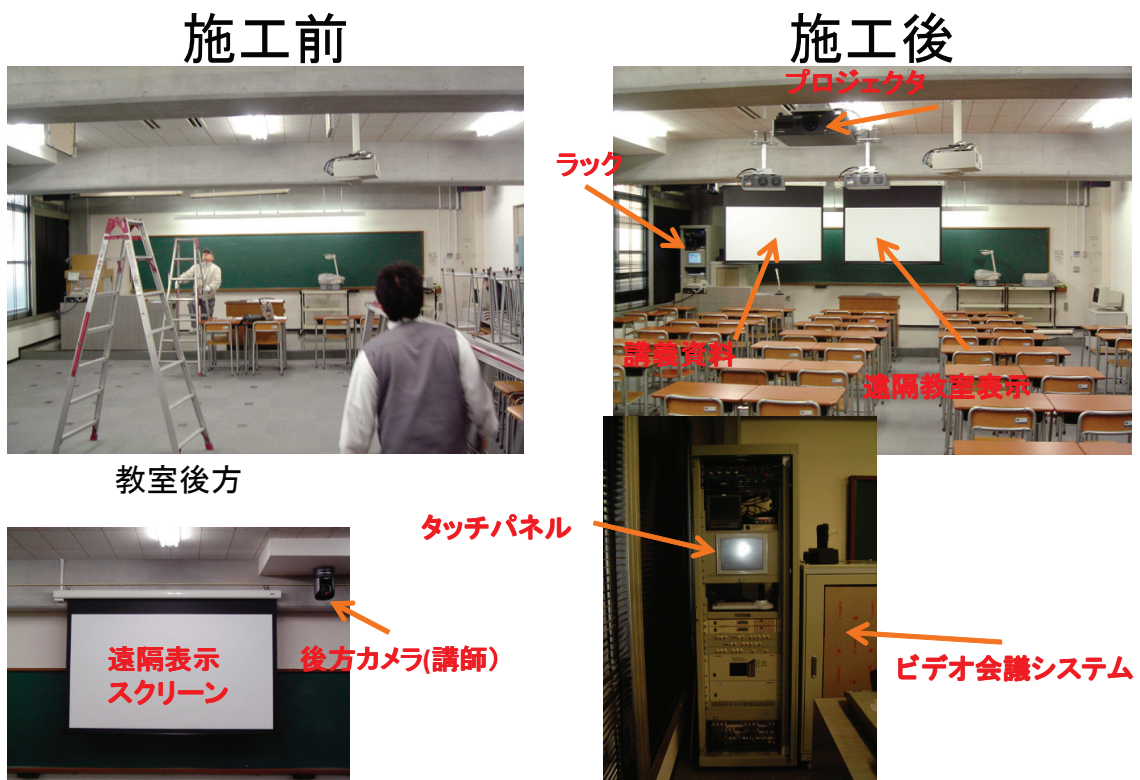 施工前
施工後
プロジェクタ
ラック
講義資料
遠隔教室表示
教室後方
タッチパネル
遠隔表示
スクリーン
後方カメラ(講師)
ビデオ会議システム